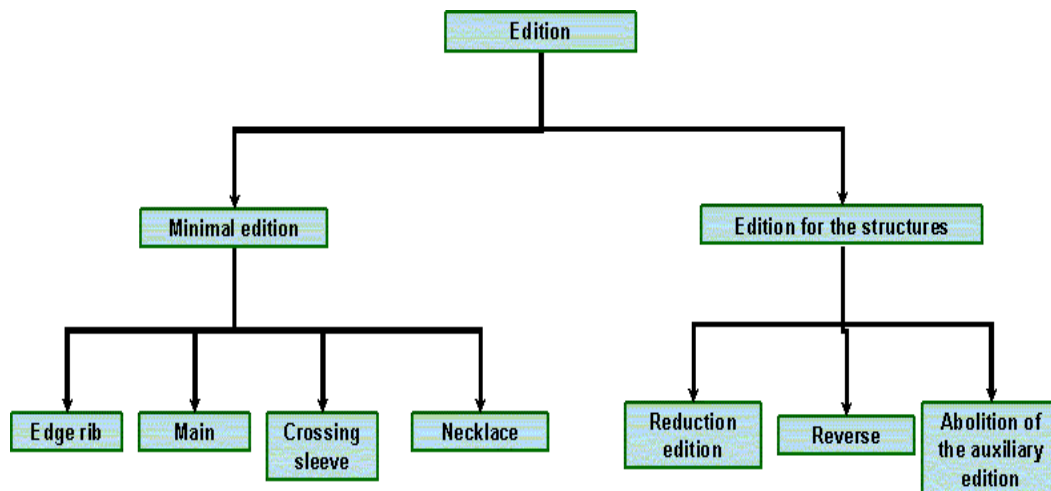 Edition
Minimal edition
Edition for the structures
Edge rib
Main
Crossing
sleeve
Necklace
Reduction
edition
Reverse
Abolition of
the auxiliary
edition